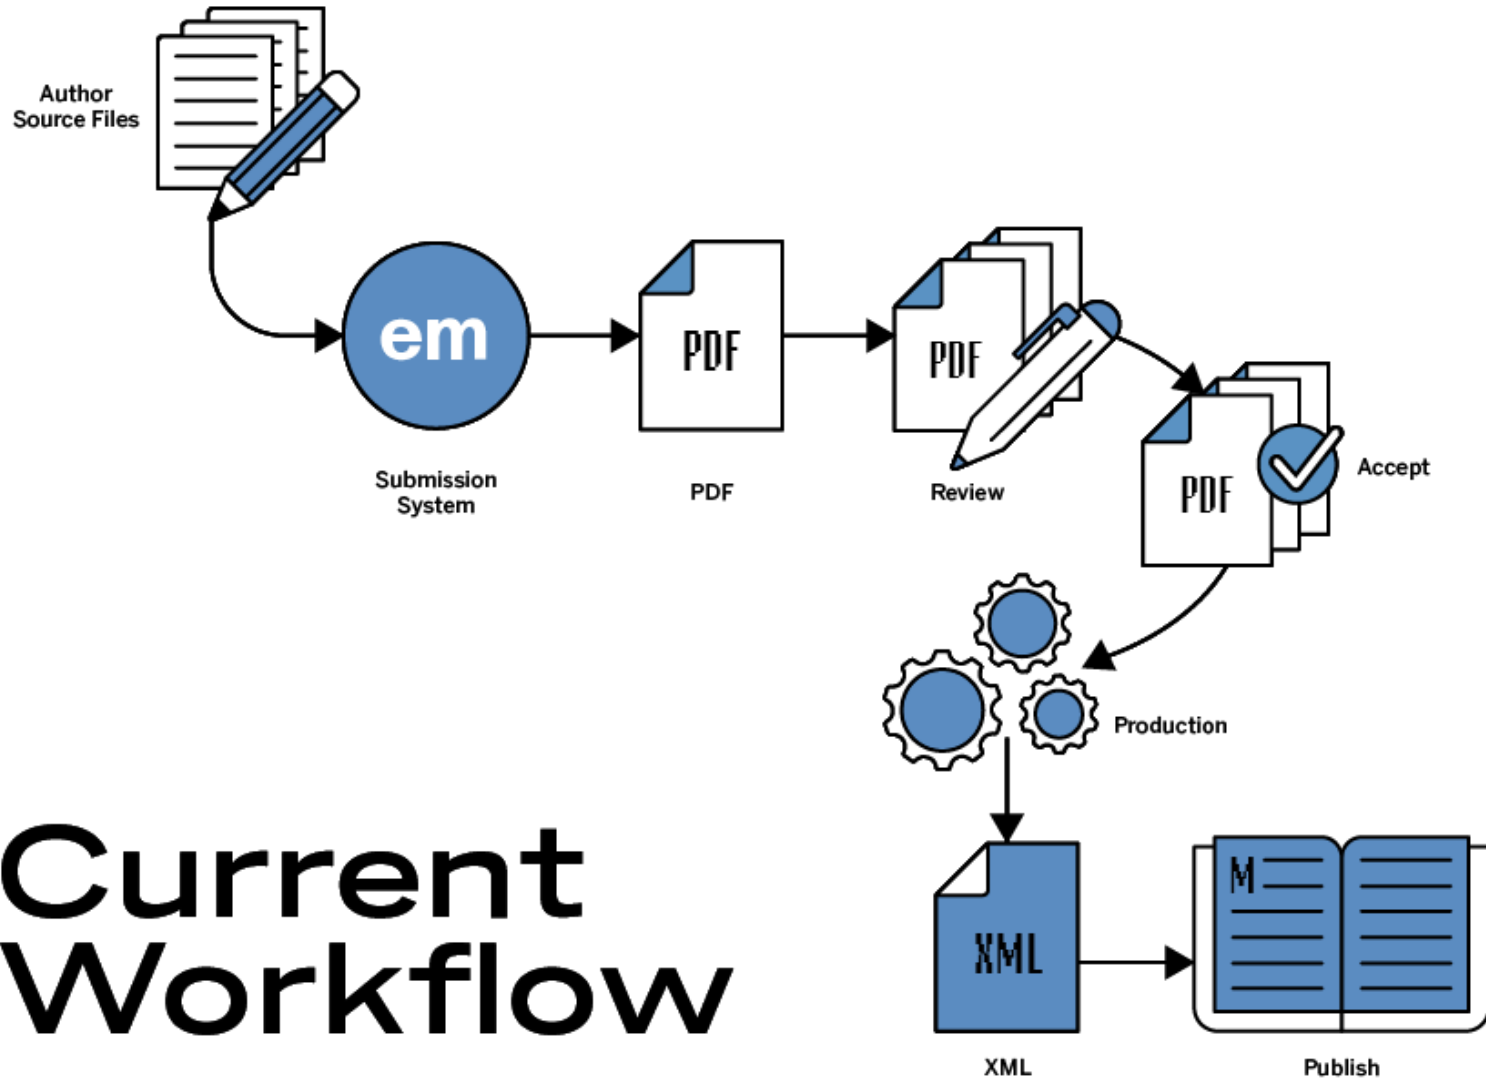 Author
Source Files
em
Submission
System
PDF
PDF
PDF
Review
PDF
Accept
Production
XML
XML
M
Publish
Current
Workflow